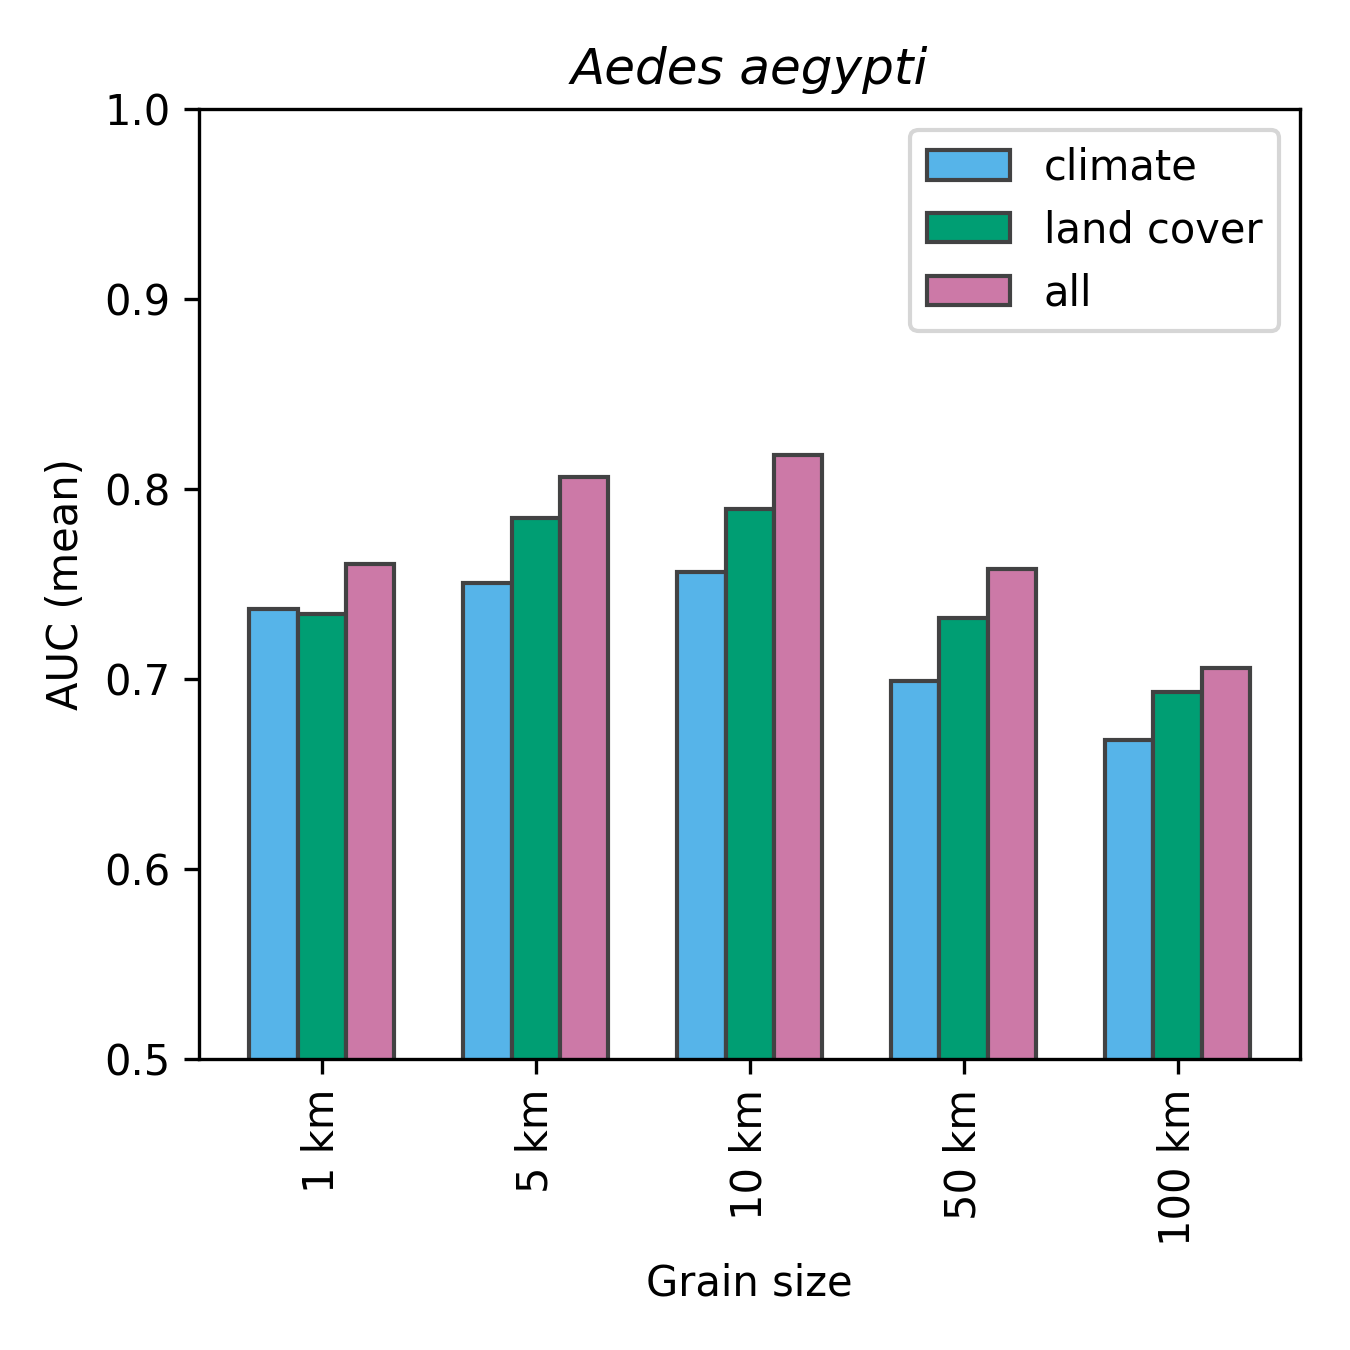 Aedes aegypti
1.0
0.9
0.8
0.7
0.6
0.5
AUC (mean)
climate
land cover
all
1 km
5 km
10 km
50 km
100 km
Grain size